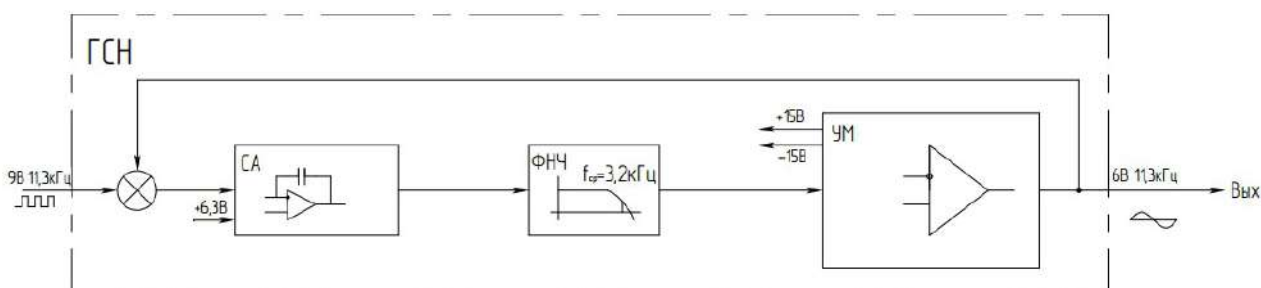 ГСН
+15В
УМ
-15В
СА
ФНЧ
fср=3,2кГц
9В 11,3кГц
+6,3В
6В 11,3кГц
Вых